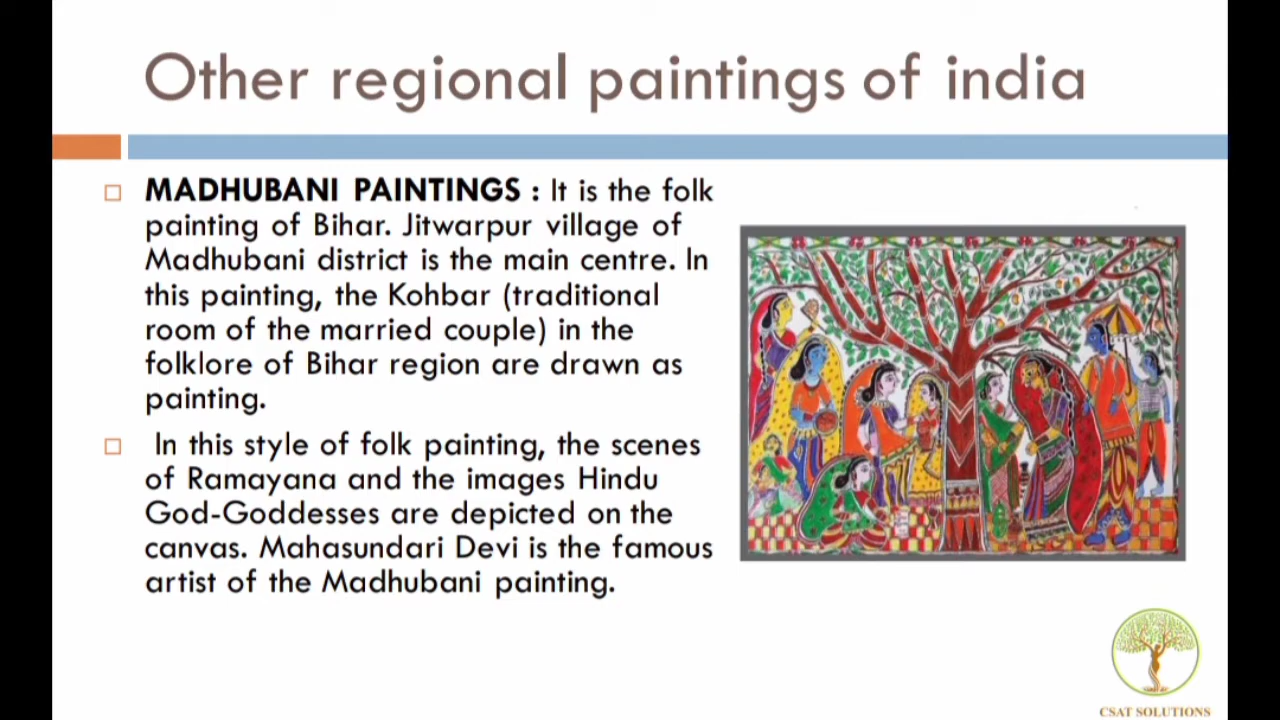 Other regional paintings of india
MADHUBANI PAINTINGS : It is the folk
painting of Bihar. Jitwarpur village of
Madhubani district is the main centre. In
this painting, the Kohbar (traditional
room of the married couple) in the
folklore of Bihar region are drawn as
painting.
In this style of folk painting, the scenes
of Ramayana and the images Hindu
God-Goddesses are depicted on the
canvas. Mahasundari Devi is the famous
artist of the Madhubani painting.
CSAT SOLUTIONS